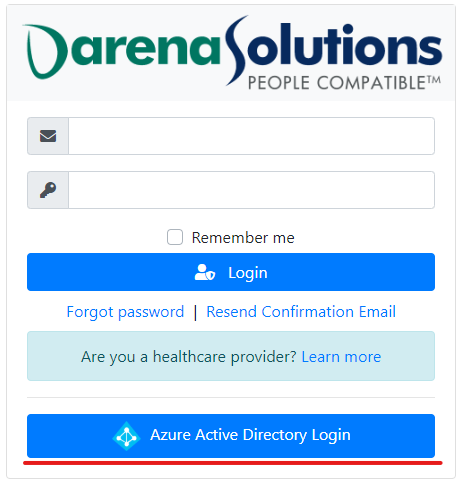 DarenaSolutions
PEOPLE COMPATIBLE™
Remember me
Login
Forgot password | Resend Confirmation Email
Are you a healthcare provider? Learn more
Azure Active Directory Login